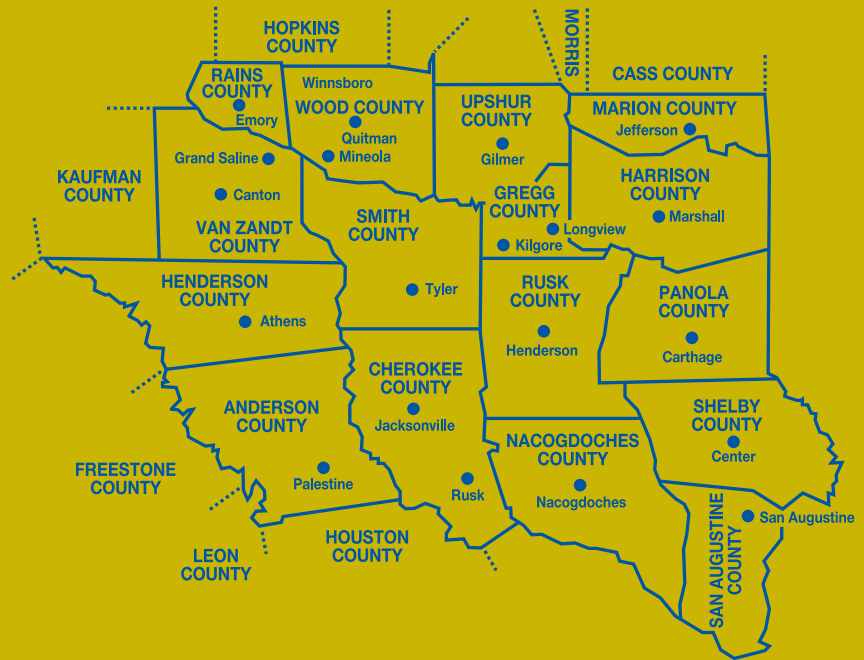 HOPKINS
COUNTY
MORRIS
RAINS
COUNTY
Emory
Winnsboro
WOOD COUNTY
Quitman
Mineola
UPSHUR
COUNTY
Gilmer
CASS COUNTY
MARION COUNTY
Jefferson
KAUFMAN
COUNTY
Grand Saline
Canton
VAN ZANDT
COUNTY
SMITH
COUNTY
Tyler
GREGG
COUNTY
Longview
Kilgore
HARRISON
COUNTY
Marshall
HENDERSON
COUNTY
Athens
RUSK
COUNTY
Henderson
PANOLA
COUNTY
Carthage
CHEROKEE
COUNTY
Jacksonville
Rusk
ANDERSON
COUNTY
Palestine
NACOGDOCHES
COUNTY
Nacogdoches
SHELBY
COUNTY
Center
FREESTONE
COUNTY
LEON
COUNTY
HOUSTON
COUNTY
SAN AUGUSTINE
COUNTY
San Augustine